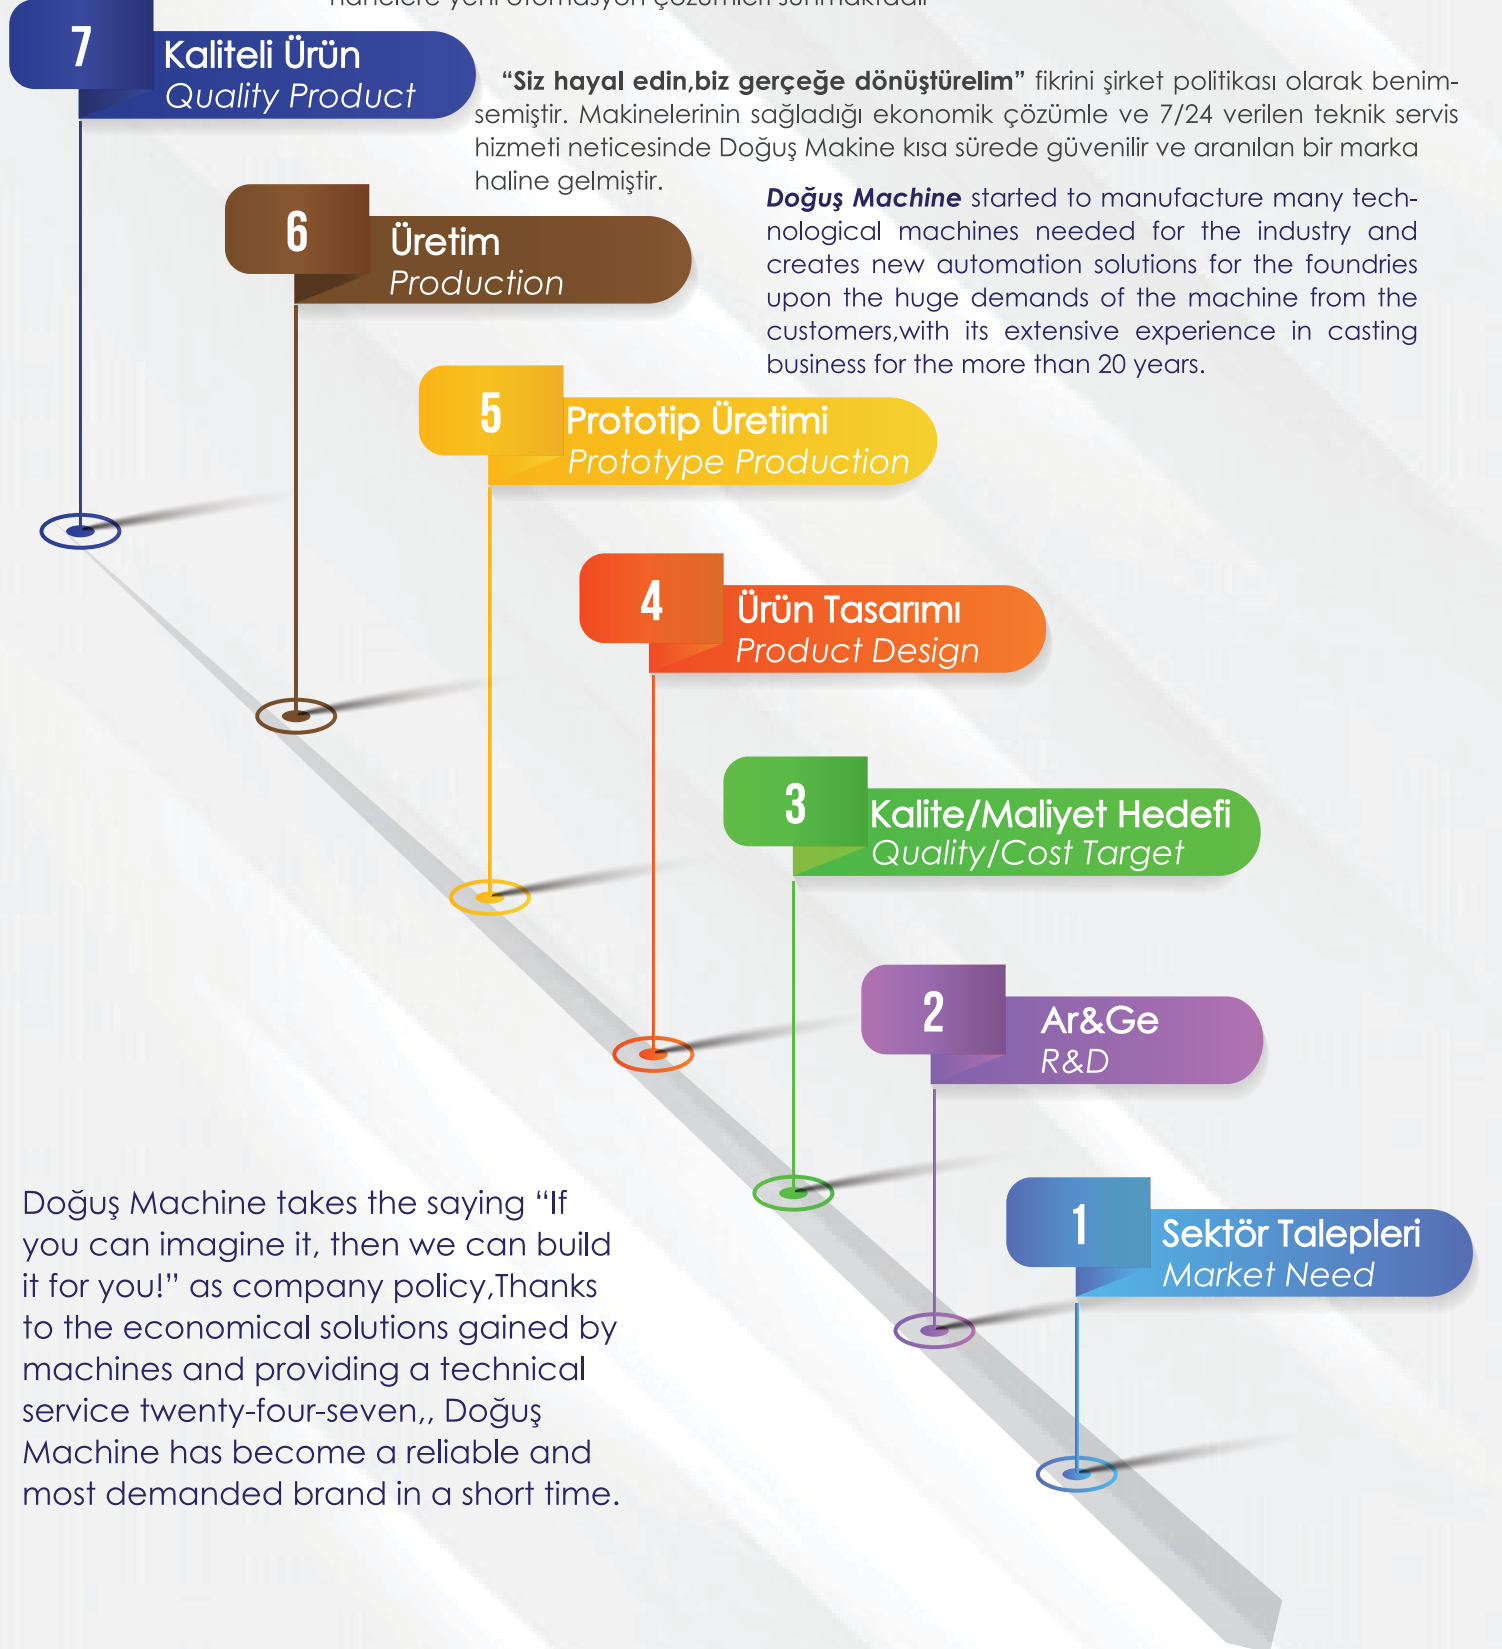 hanelere yeni otomasyon çözümleri sunmaktadır
7
Kaliteli Ürün
Quality Product
“Siz hayal edin,biz gerçeğe dönüştürelim” fikrini şirket politikası olarak benim-
semiştir. Makinelerinin sağladığı ekonomik çözümle ve 7/24 verilen teknik servis
hizmeti neticesinde Doğuş Makine kısa sürede güvenilir ve aranılan bir marka
haline gelmiştir.
6
Üretim
Production
Doğuş Machine started to manufacture many tech-
nological machines needed for the industry and
creates new automation solutions for the foundries
upon the huge demands of the machine from the
customers,with its extensive experience in casting
business for the more than 20 years.
5
Prototip Üretimi
Prototype Production
4
Ürün Tasarımı
Product Design
3
Kalite/Maliyet Hedefi
Quality/Cost Target
2
Ar&Ge
R&D
1
Sektör Talepleri
Market Need
Doğuş Machine takes the saying “If
you can imagine it, then we can build
it for you!” as company policy,Thanks
to the economical solutions gained by
machines and providing a technical
service twenty-four-seven,, Doğuş
Machine has become a reliable and
most demanded brand in a short time.